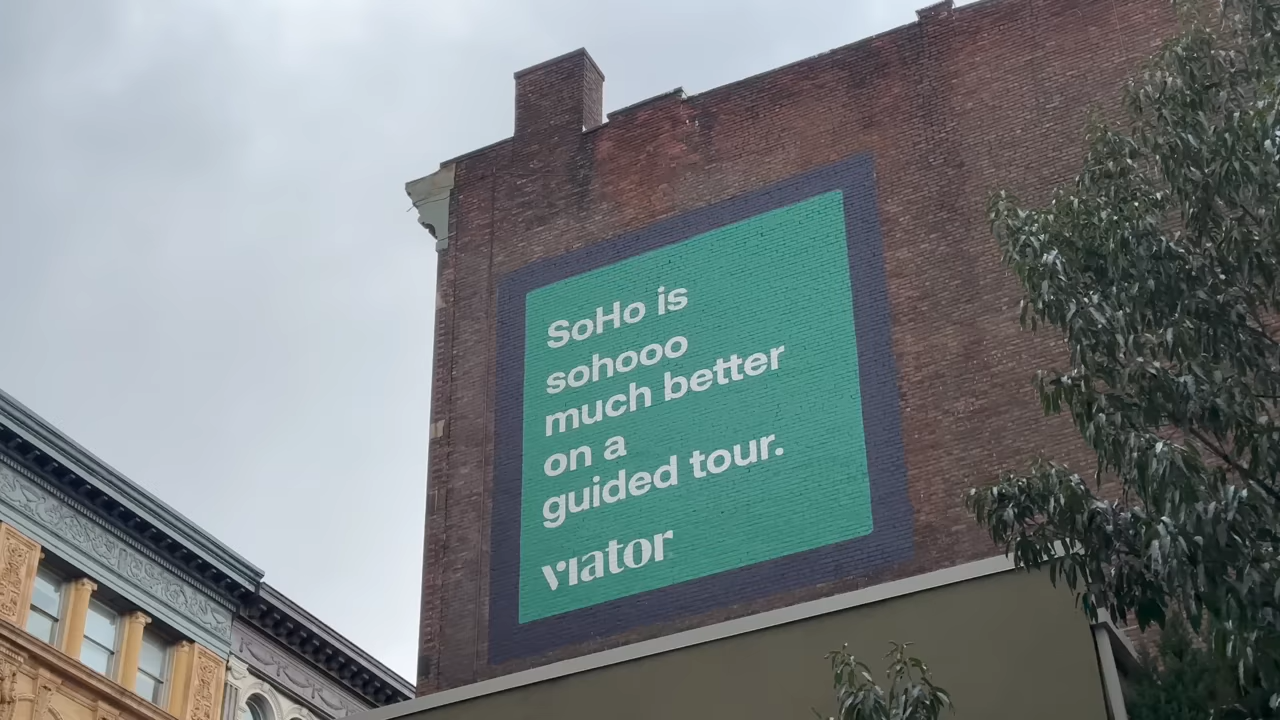 SoHo is
sohooo
much better
on a
guided tour.
viator